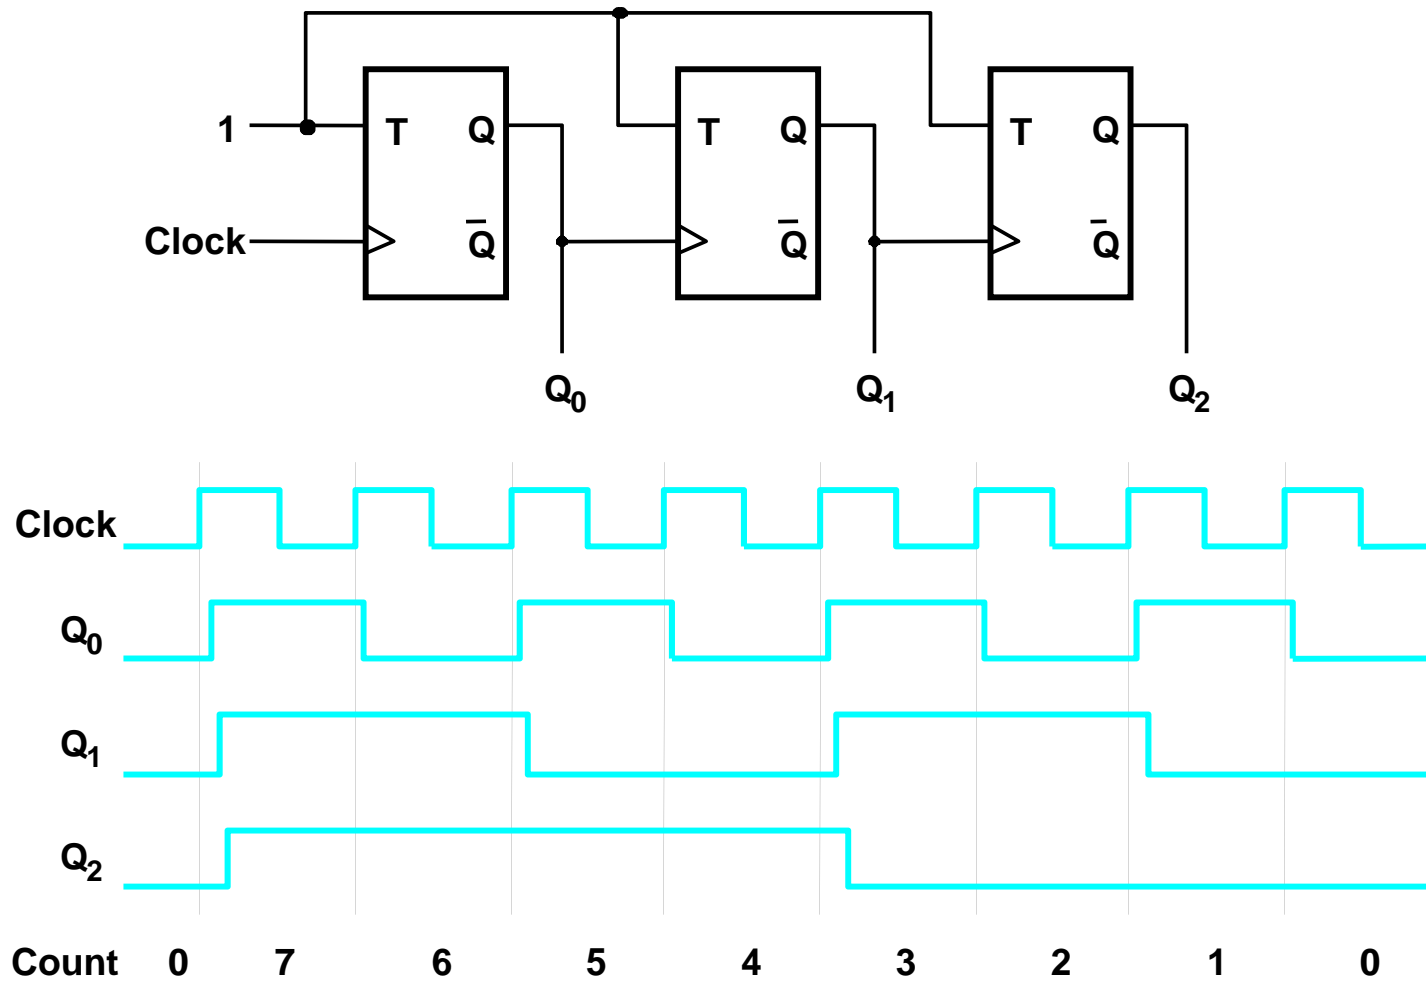 1 T Q T Q T Q
Clock Q̅ Q̅ Q̅
Q₀ Q₁ Q₂
Clock
Q₀
Q₁
Q₂
Count 0 7 6 5 4 3 2 1 0